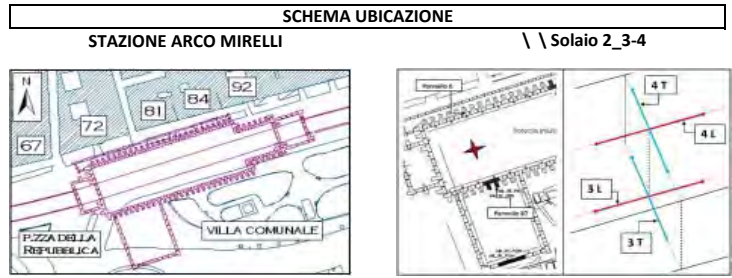 SCHEMA UBICAZIONE
STAZIONE ARCO MIRELLI
\ \ Solaio 2_3-4
N
92
84
81
72
67
VILLA COMUNALE
P.ZZA DELLA
REPUBBLICA
4 T
4 L
3 L
3 T